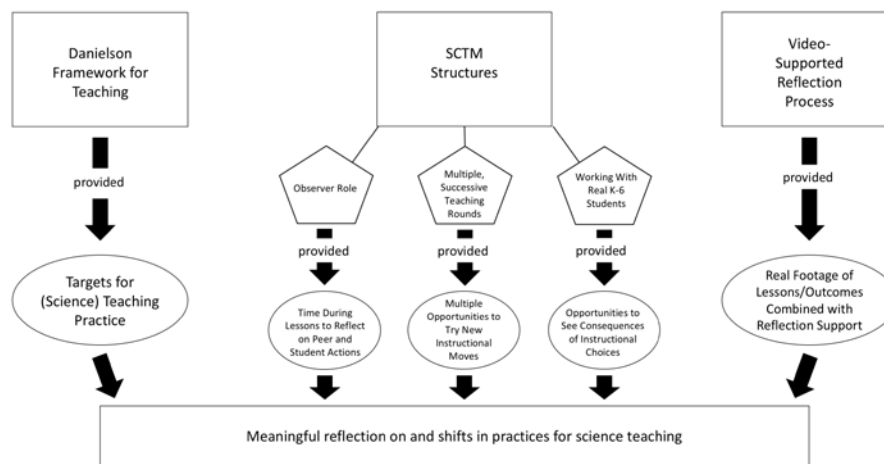 Danielson
Framework for
Teaching
SCTM
Structures
Video-
Supported
Reflection
Process
provided
Observer Role
Multiple,
Successive
Teaching
Rounds
Working With
Real K-6
Students
provided
provided
provided
provided
Targets for
(Science) Teaching
Practice
Time During
Lessons to Reflect
on Peer and
Student Actions
Multiple
Opportunities to
Try New
Instructional
Moves
Opportunities to
See Consequences
of Instructional
Choices
Real Footage of
Lessons/Outcomes
Combined with
Reflection Support
Meaningful reflection on and shifts in practices for science teaching